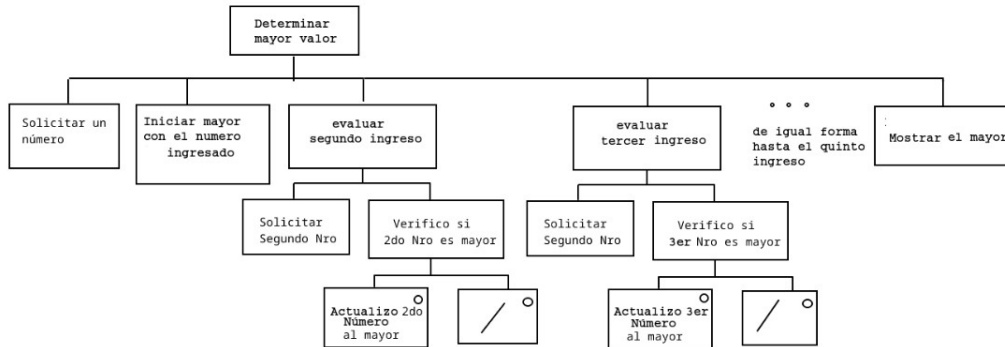 Determinar
mayor valor
Solicitar un
número
Iniciar mayor
con el numero
ingresado
evaluar
segundo ingreso
evaluar
tercer ingreso
de igual forma
hasta el quinto
ingreso
Mostrar el mayor
Solicitar
Segundo Nro
Verifico si
2do Nro es mayor
Solicitar
Segundo Nro
Verifico si
3er Nro es mayor
Actualizo 2do
Número
al mayor
Actualizo 3er
Número
al mayor